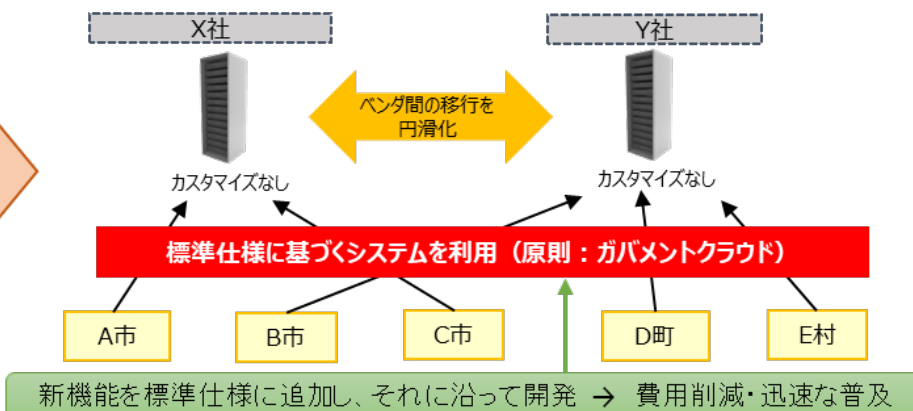 X社
Y社
ベンダ間の移行を
円滑化
カスタマイズなし
カスタマイズなし
標準仕様に基づくシステムを利用（原則：ガバメントクラウド）
A市
B市
C市
D町
E村
新機能を標準仕様に追加し、それに沿って開発 → 費用削減・迅速な普及